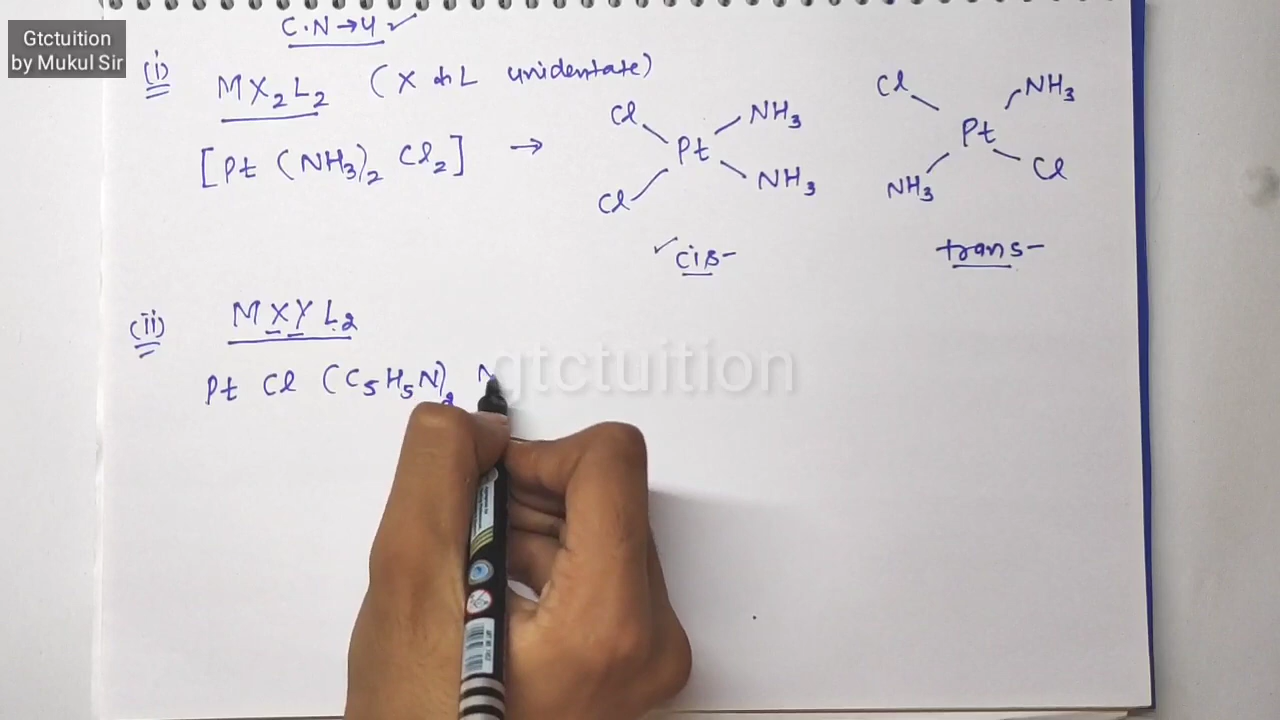 Gtctuition
by Mukul Sir
C.N → 4 ✓
(i) MX₂L₂ (X & L unidentate)
[Pt (NH₃)₂ Cl₂] →
Cl NH₃
Pt
Cl NH₃
✓cis-
Cl NH₃
Pt
NH₃ Cl
trans-
(ii) MXYL₂
Pt Cl (C₅H₅N)₂ N
gtctuition